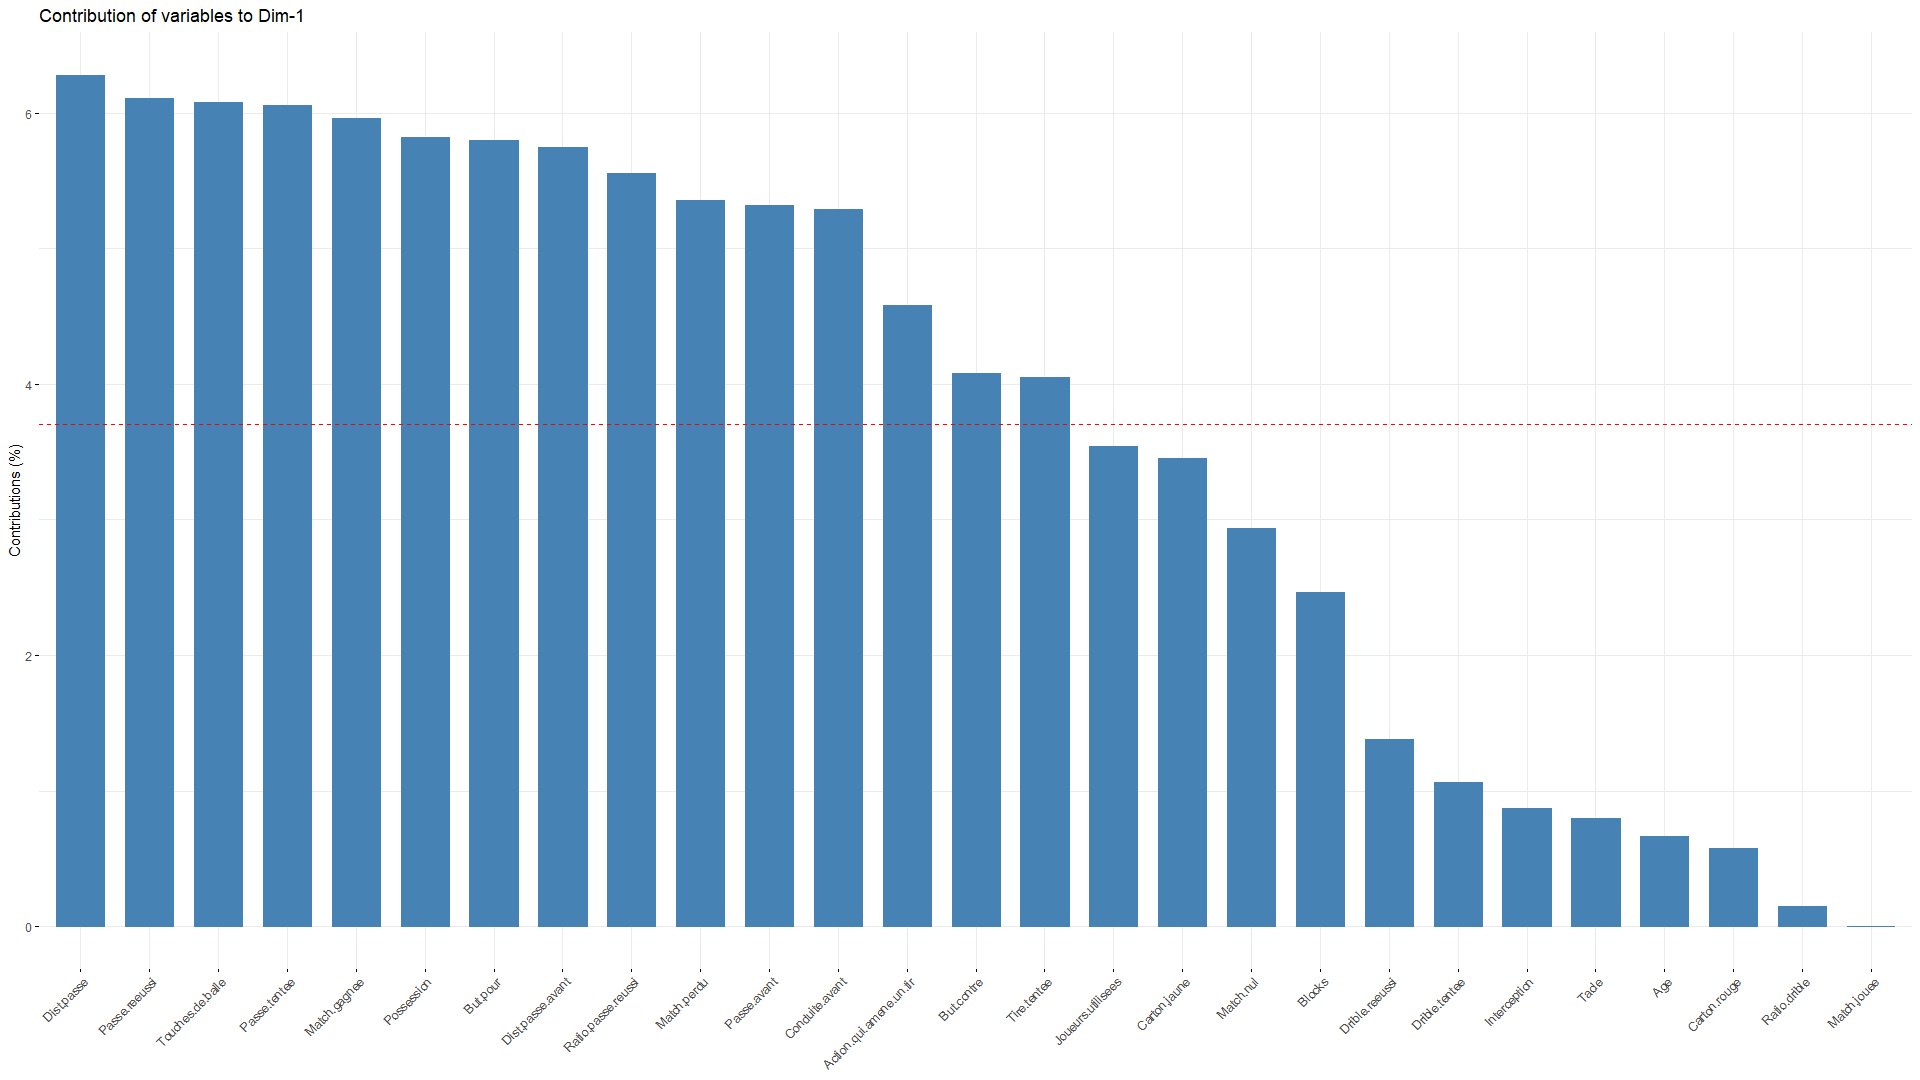 Contribution of variables to Dim-1
Contributions (%)
6
4
2
0
Dist.passe
Passe.reeussi
Touches.de.balle
Passe.tentee
Match.gagnee
Possession
But.pour
Dist.passe.avant
Ratio.passe.reussi
Match.perdu
Passe.avant
Conduite.avant
Action.qui.amene.un.tir
But.contre
TIre.tentee
Joueurs.utilisees
Carton.jaune
Match.nul
Blocks
Drible.reeussi
Drible.tentee
Interception
Tacle
Age
Carton.rouge
Ratio.drible
Match.jouee